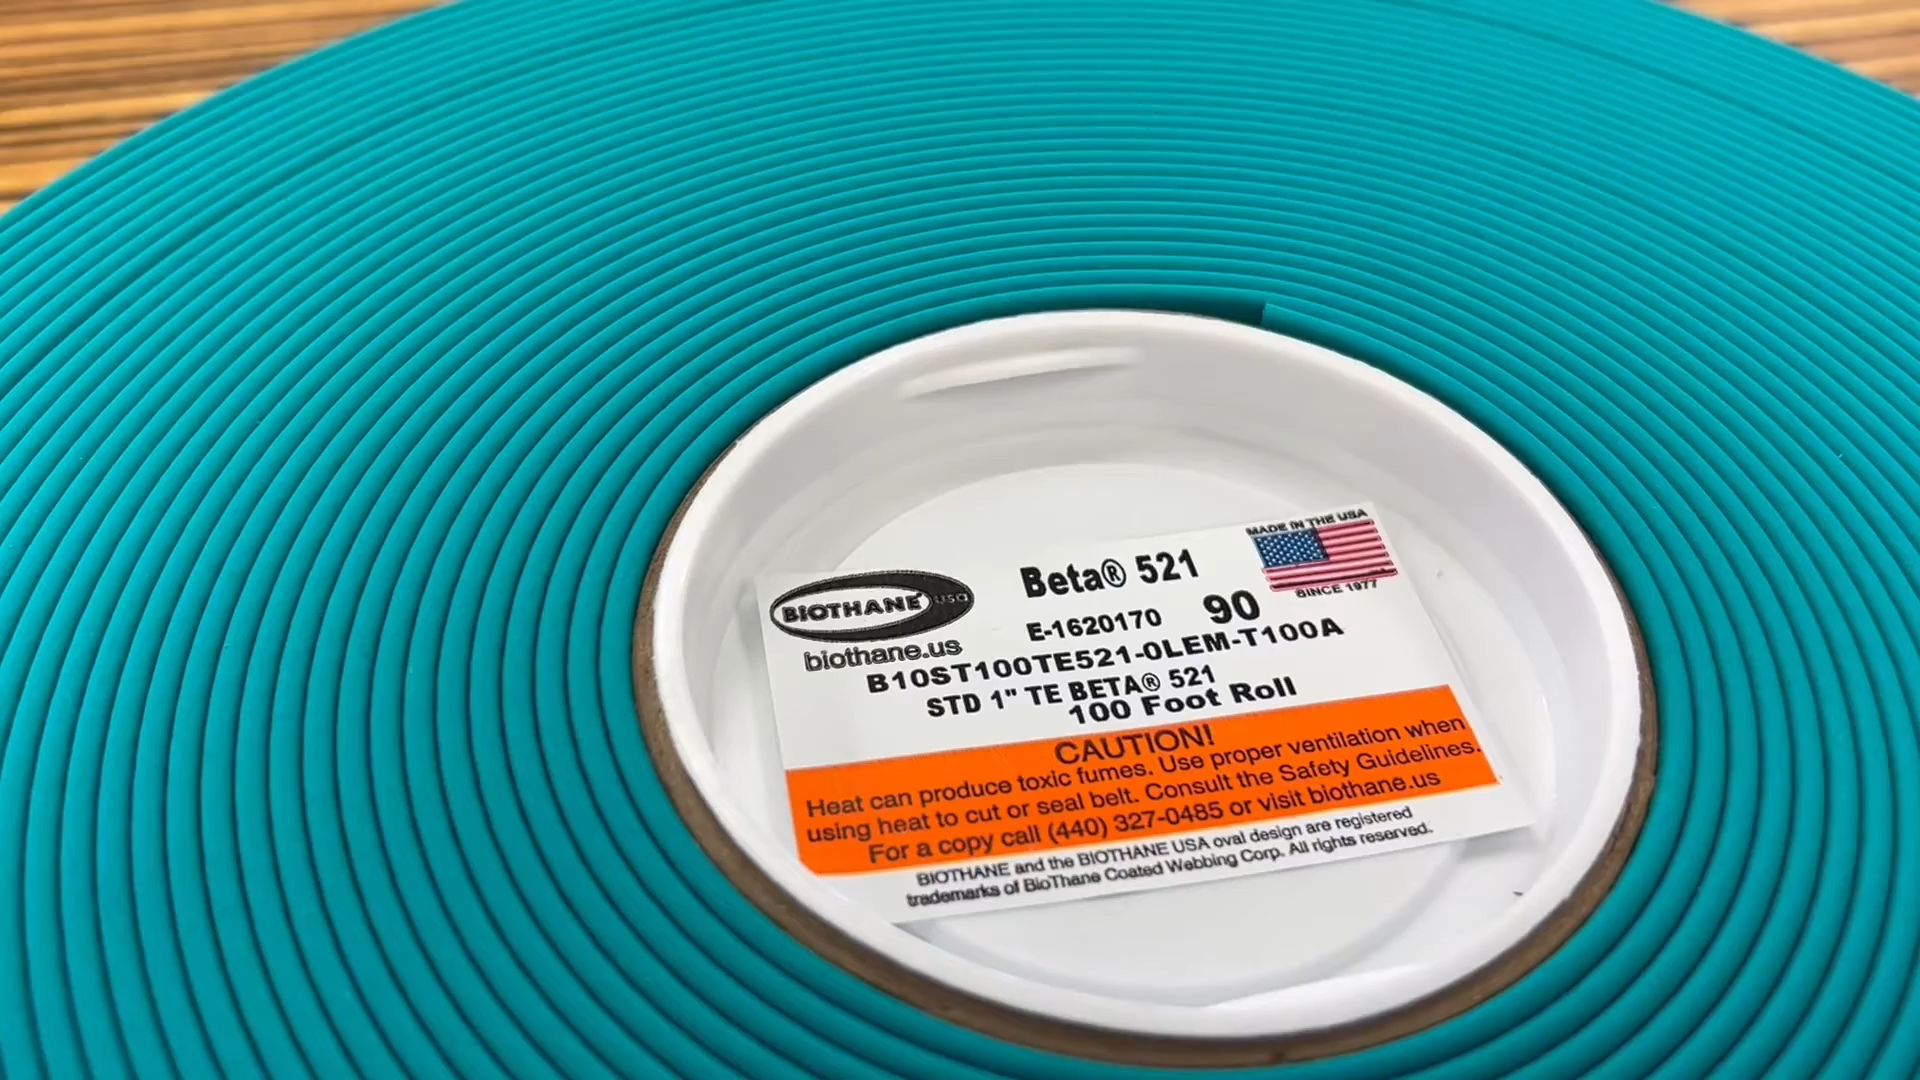 MADE IN THE USA
SINCE 1977
BIOTHANE USA
biothane.us
Beta® 521
E-1620170 90
B10ST100TE521-0LEM-T100A
STD 1" TE BETA® 521
100 Foot Roll
CAUTION!
Heat can produce toxic fumes. Use proper ventilation when
using heat to cut or seal belt. Consult the Safety Guidelines.
For a copy call (440) 327-0485 or visit biothane.us
BIOTHANE and the BIOTHANE USA oval design are registered
trademarks of BioThane Coated Webbing Corp. All rights reserved.